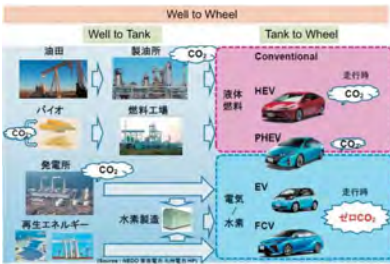 Well to Wheel
Well to Tank
Tank to Wheel
油田
製油所
CO₂
Conventional
バイオ
燃料工場
液体
燃料
HEV
走行時
CO₂
CO₂
PHEV
CO₂
発電所
CO₂
水素製造
再生エネルギー
電気
/
水素
EV
走行時
ゼロCO₂
FCV